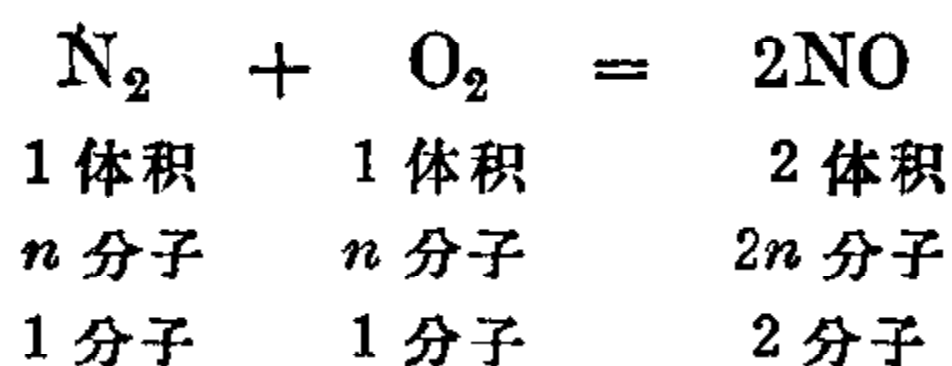 N₂ + O₂ = 2NO
1 体积 1 体积 2 体积
n 分子 n 分子 2n 分子
1 分子 1 分子 2 分子